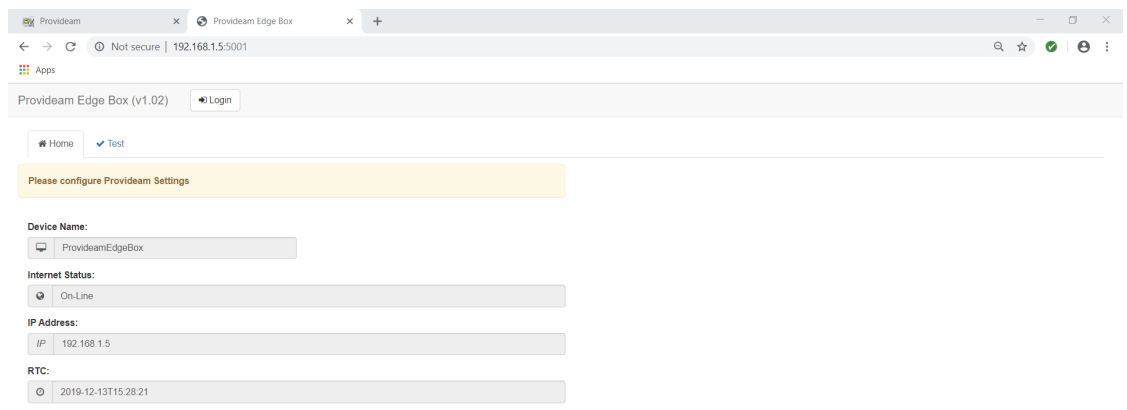 Provideam
Provideam Edge Box
Not secure | 192.168.1.5:5001
Apps
Provideam Edge Box (v1.02) Login
Home Test
Please configure Provideam Settings
Device Name:
ProvideamEdgeBox
Internet Status:
On-Line
IP Address:
IP 192.168.1.5
RTC:
2019-12-13T15:28:21